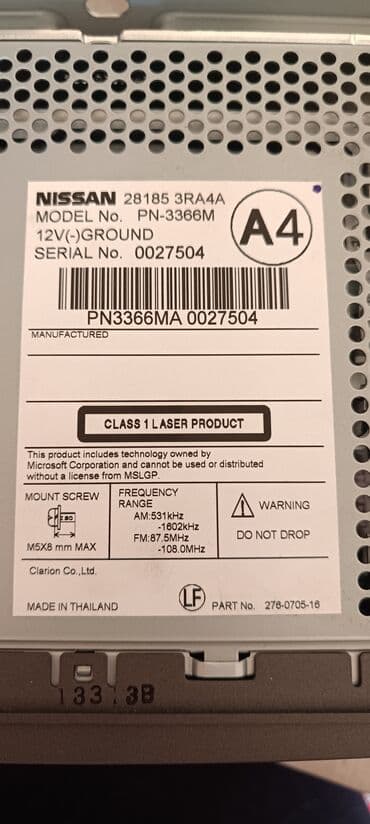 NISSAN 28185 3RA4A
MODEL No. PN-3366M
12V(-)GROUND
SERIAL No. 0027504
A4
PN3366MA 0027504
MANUFACTURED
CLASS 1 LASER PRODUCT
This product includes technology owned by
Microsoft Corporation and cannot be used or distributed
without a license from MSLGP.
MOUNT SCREW
M5X8 mm MAX
FREQUENCY
RANGE
AM:531kHz
-1602kHz
FM:87.5MHz
-108.0MHz
WARNING
DO NOT DROP
Clarion Co.,Ltd.
MADE IN THAILAND
LF
PART No. 276-0705-16